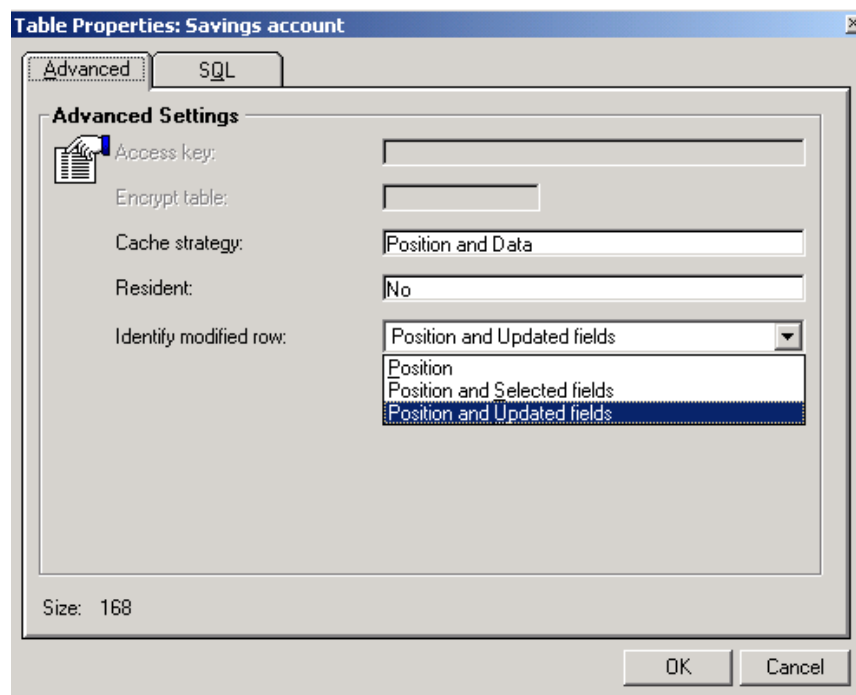 Table Properties: Savings account
Advanced SQL
Advanced Settings
Access key:
Encrypt table:
Cache strategy: Position and Data
Resident: No
Identify modified row: Position and Updated fields
Position
Position and Selected fields
Position and Updated fields
Size: 168
OK Cancel